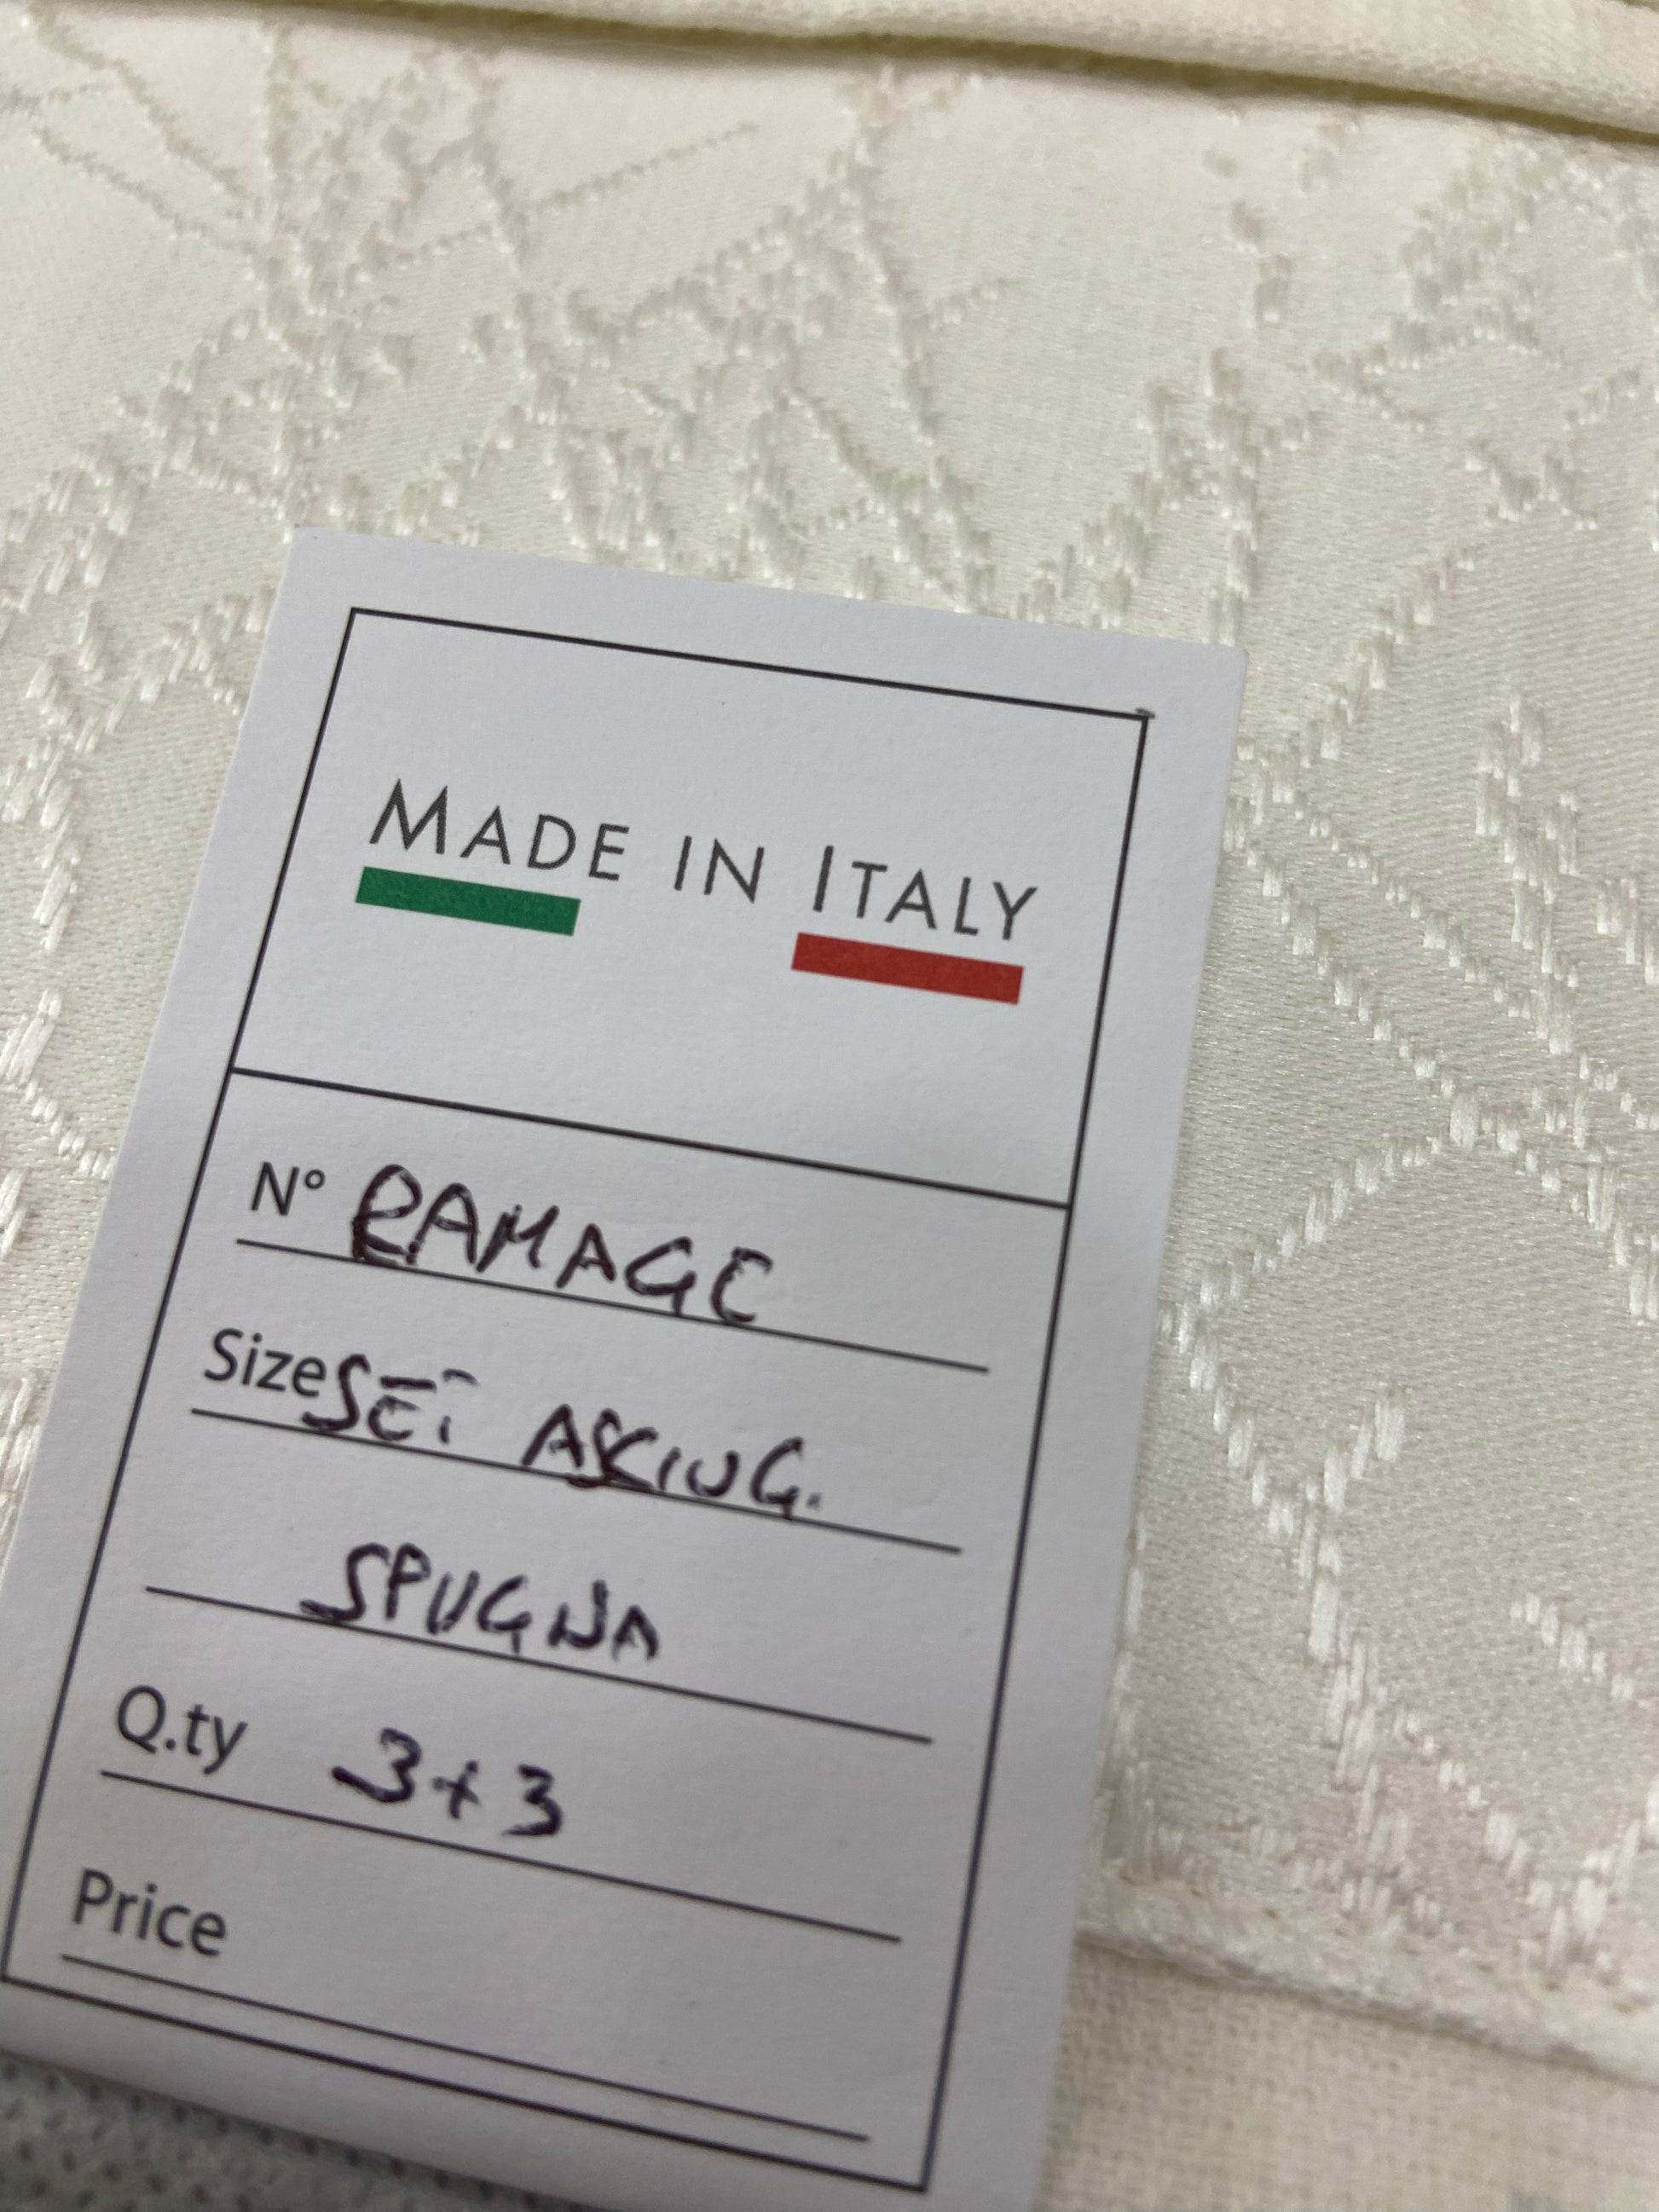 MADE IN ITALY
N° RAMAGE
Size SET ASCIUG.
SPUGNA
Q.ty 3+3
Price